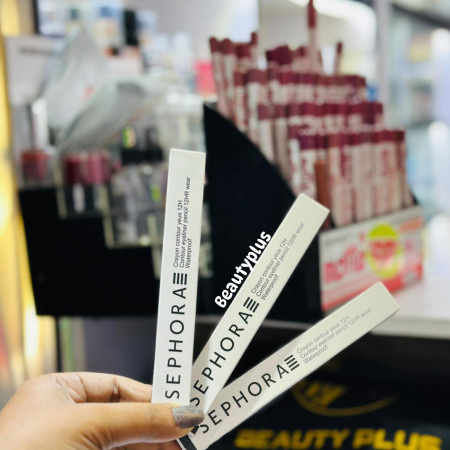 SEPHORA
Crayon contour yeux 12H
Contour eyeliner pencil 12HR wear
Waterproof
Beautyplus
SEPHORA
Crayon contour yeux 12H
Contour eyeliner pencil 12HR wear
Waterproof
SEPHORA
Crayon contour yeux 12H
Contour eyeliner pencil 12HR wear
Waterproof
BEAUTY PLUS